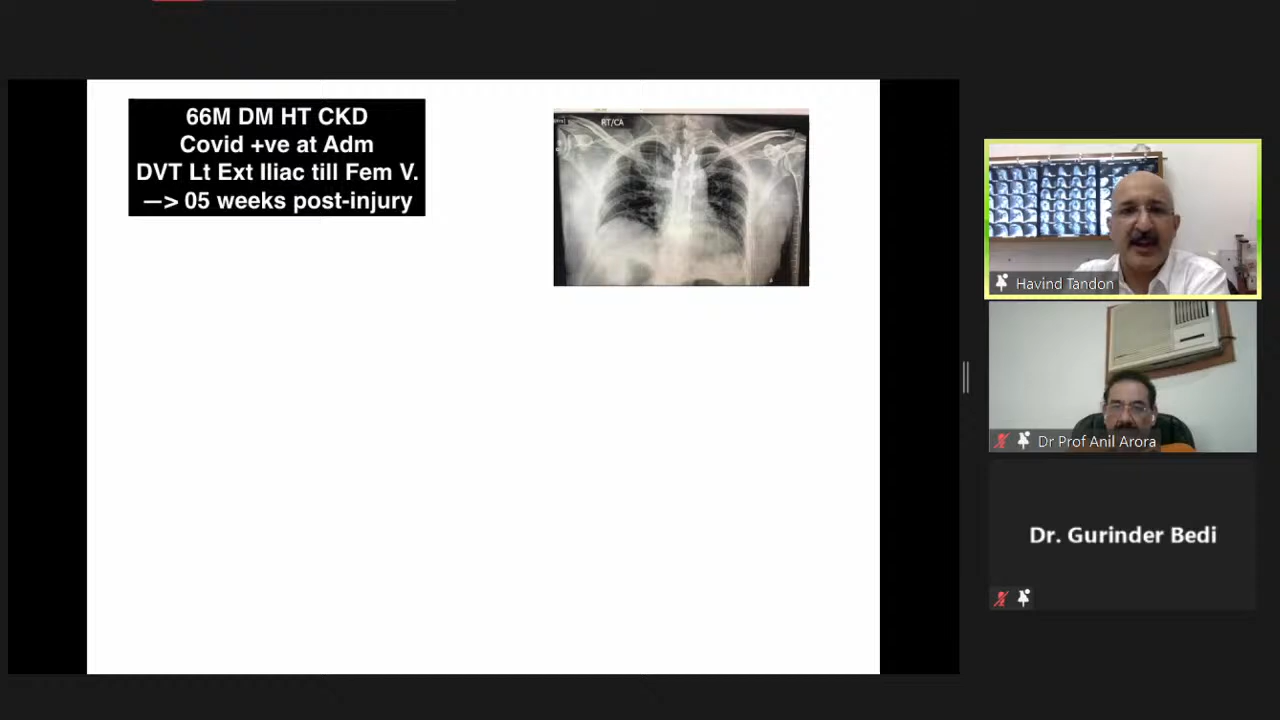 66M DM HT CKD
Covid +ve at Adm
DVT Lt Ext Iliac till Fem V.
—> 05 weeks post-injury
RT/CA
Havind Tandon
Dr Prof Anil Arora
Dr. Gurinder Bedi